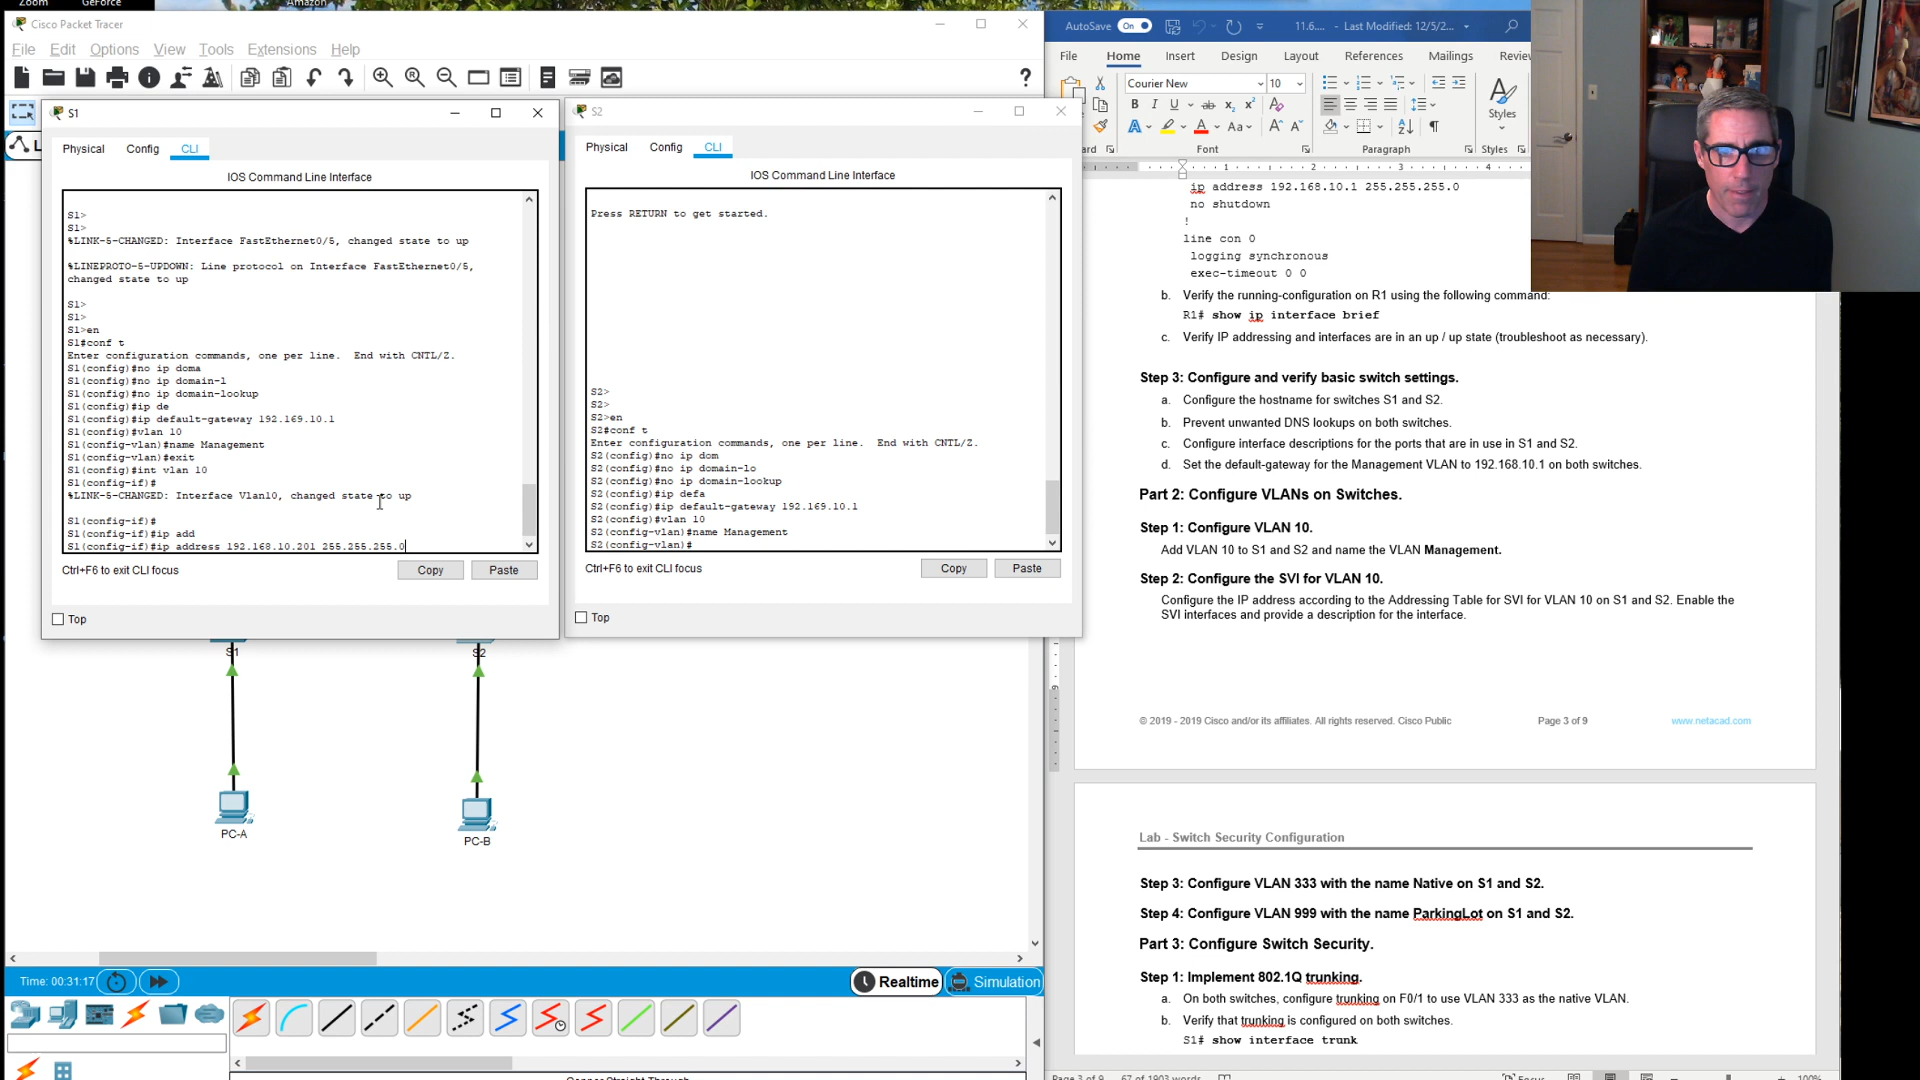 Zoom
GeForce
Amazon
Cisco Packet Tracer
File Edit Options View Tools Extensions Help
?
S1
Physical Config CLI
IOS Command Line Interface
S1>
S1>
%LINK-5-CHANGED: Interface FastEthernet0/5, changed state to up
%LINEPROTO-5-UPDOWN: Line protocol on Interface FastEthernet0/5,
changed state to up
S1>
S1>
S1>en
S1#conf t
Enter configuration commands, one per line.  End with CNTL/Z.
S1(config)#no ip doma
S1(config)#no ip domain-l
S1(config)#no ip domain-lookup
S1(config)#ip de
S1(config)#ip default-gateway 192.169.10.1
S1(config)#vlan 10
S1(config-vlan)#name Management
S1(config-vlan)#exit
S1(config)#int vlan 10
S1(config-if)#
%LINK-5-CHANGED: Interface Vlan10, changed state to up
S1(config-if)#
S1(config-if)#ip add
S1(config-if)#ip address 192.168.10.201 255.255.255.0
Ctrl+F6 to exit CLI focus
Copy
Paste
Top
S2
Physical Config CLI
IOS Command Line Interface
Press RETURN to get started.
S2>
S2>
S2>en
S2#conf t
Enter configuration commands, one per line.  End with CNTL/Z.
S2(config)#no ip dom
S2(config)#no ip domain-lo
S2(config)#no ip domain-lookup
S2(config)#ip defa
S2(config)#ip default-gateway 192.169.10.1
S2(config)#vlan 10
S2(config-vlan)#name Management
S2(config-vlan)#
Ctrl+F6 to exit CLI focus
Copy
Paste
Top
S1
S2
PC-A
PC-B
Time: 00:31:17
Realtime
Simulation
AutoSave On
11.6.... - Last Modified: 12/5/2...
File Home Insert Design Layout References Mailings Revie
Courier New 10
Styles
Font
Paragraph
Styles
1 2 3 4
ip address 192.168.10.1 255.255.255.0
no shutdown
!
line con 0
logging synchronous
exec-timeout 0 0
b. Verify the running-configuration on R1 using the following command:
R1# show ip interface brief
c. Verify IP addressing and interfaces are in an up / up state (troubleshoot as necessary).
Step 3: Configure and verify basic switch settings.
a. Configure the hostname for switches S1 and S2.
b. Prevent unwanted DNS lookups on both switches.
c. Configure interface descriptions for the ports that are in use in S1 and S2.
d. Set the default-gateway for the Management VLAN to 192.168.10.1 on both switches.
Part 2: Configure VLANs on Switches.
Step 1: Configure VLAN 10.
Add VLAN 10 to S1 and S2 and name the VLAN Management.
Step 2: Configure the SVI for VLAN 10.
Configure the IP address according to the Addressing Table for SVI for VLAN 10 on S1 and S2. Enable the
SVI interfaces and provide a description for the interface.
© 2019 - 2019 Cisco and/or its affiliates. All rights reserved. Cisco Public Page 3 of 9 www.netacad.com
Lab - Switch Security Configuration
Step 3: Configure VLAN 333 with the name Native on S1 and S2.
Step 4: Configure VLAN 999 with the name ParkingLot on S1 and S2.
Part 3: Configure Switch Security.
Step 1: Implement 802.1Q trunking.
a. On both switches, configure trunking on F0/1 to use VLAN 333 as the native VLAN.
b. Verify that trunking is configured on both switches.
S1# show interface trunk